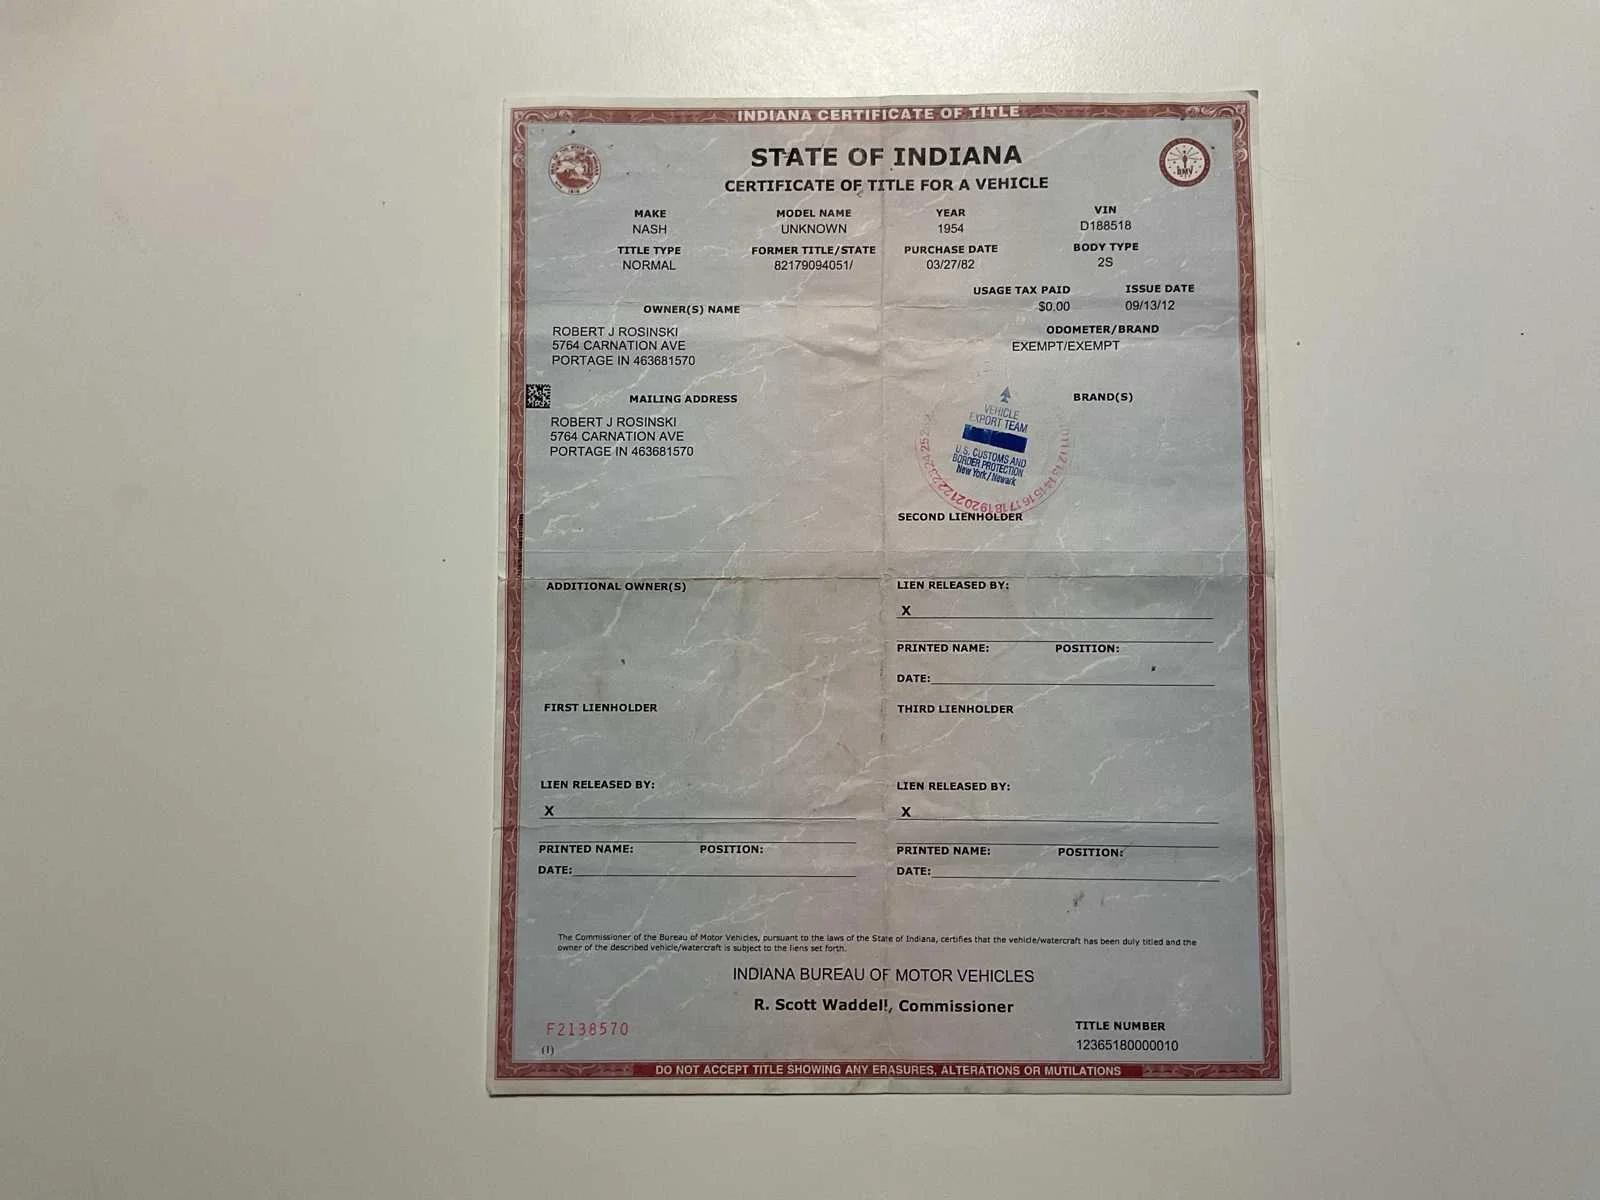 INDIANA CERTIFICATE OF TITLE
STATE OF INDIANA
CERTIFICATE OF TITLE FOR A VEHICLE
BMV
MAKE MODEL NAME YEAR VIN
NASH UNKNOWN 1954 D188518
TITLE TYPE FORMER TITLE/STATE PURCHASE DATE BODY TYPE
NORMAL 82179094051/ 03/27/82 2S
USAGE TAX PAID ISSUE DATE
$0.00 09/13/12
OWNER(S) NAME
ROBERT J ROSINSKI
5764 CARNATION AVE
PORTAGE IN 463681570
ODOMETER/BRAND
EXEMPT/EXEMPT
MAILING ADDRESS
ROBERT J ROSINSKI
5764 CARNATION AVE
PORTAGE IN 463681570
BRAND(S)
VEHICLE
EXPORT TEAM
U.S. CUSTOMS AND
BORDER PROTECTION
New York/Newark
SECOND LIENHOLDER
ADDITIONAL OWNER(S)
LIEN RELEASED BY:
X
PRINTED NAME: POSITION:
DATE:
FIRST LIENHOLDER
LIEN RELEASED BY:
X
PRINTED NAME: POSITION:
DATE:
THIRD LIENHOLDER
LIEN RELEASED BY:
X
PRINTED NAME: POSITION:
DATE:
The Commissioner of the Bureau of Motor Vehicles, pursuant to the laws of the State of Indiana, certifies that the vehicle/watercraft has been duly titled and the
owner of the described vehicle/watercraft is subject to the liens set forth.
INDIANA BUREAU OF MOTOR VEHICLES
R. Scott Waddell, Commissioner
F2138570
(1)
TITLE NUMBER
12365180000010
DO NOT ACCEPT TITLE SHOWING ANY ERASURES, ALTERATIONS OR MUTILATIONS